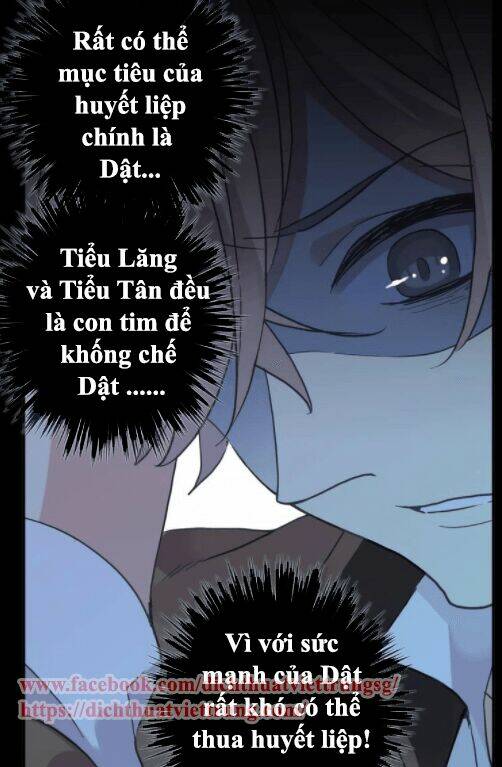 Rất có thể
mục tiêu của
huyết liệp
chính là
Dật...
Tiểu Lăng
và Tiểu Tân đều
là con tim để
khống chế
Dật ......
Vì với sức
mạnh của Dật
rất khó có thể
thua huyết liệp!
www.facebook.com/dichthuatviettrungsg/